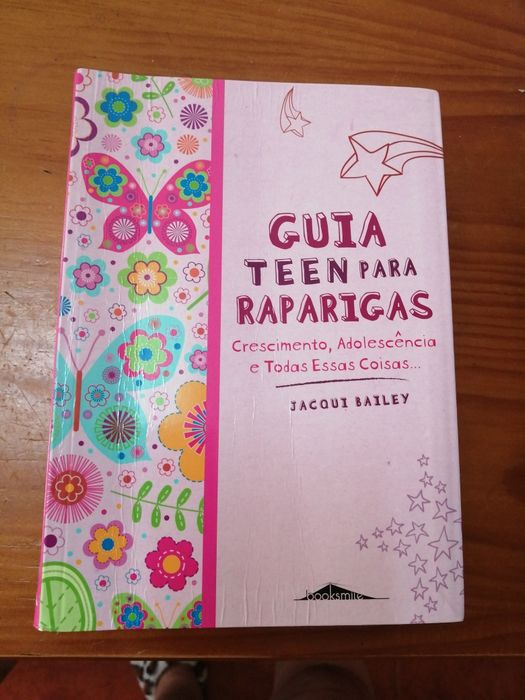 GUIA
TEEN PARA
RAPARIGAS
Crescimento, Adolescência
e Todas Essas Coisas...
JACQUI BAILEY
booksmile